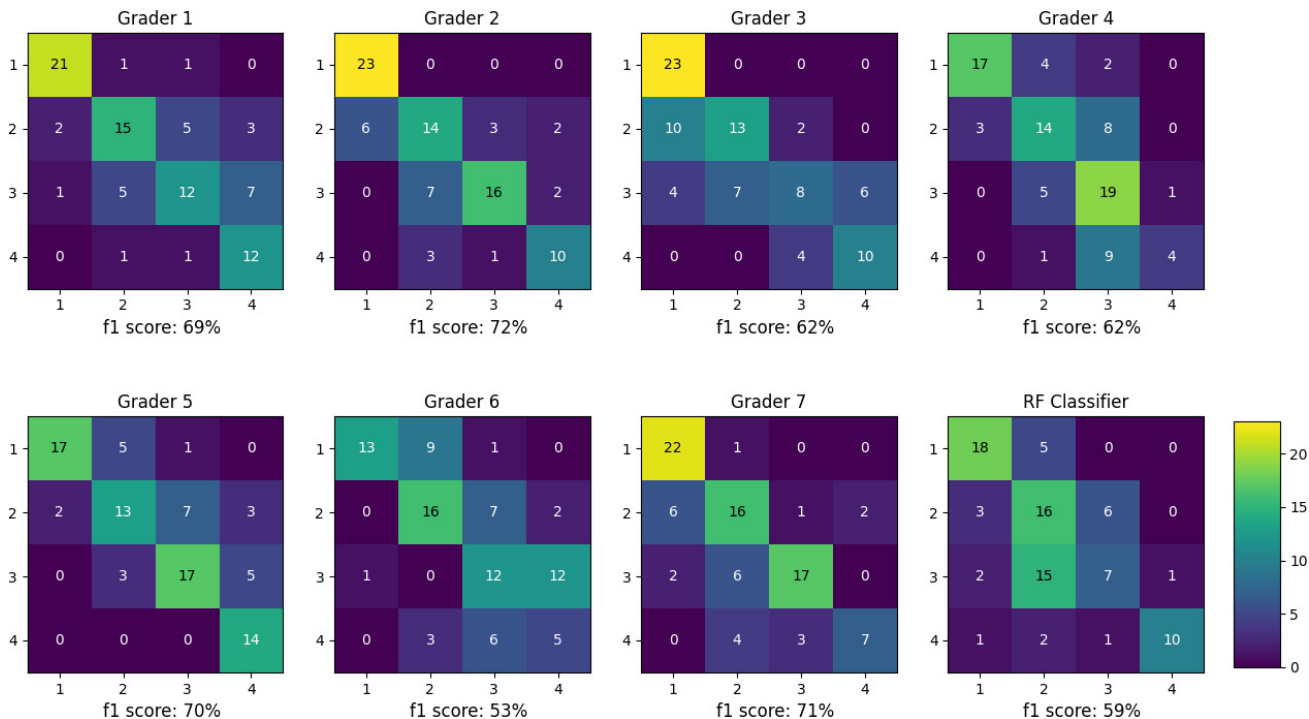 Grader 1 Grader 2 Grader 3 Grader 4
1 21 1 1 0 1 23 0 0 0 1 23 0 0 0 1 17 4 2 0
2 2 15 5 3 2 6 14 3 2 2 10 13 2 0 2 3 14 8 0
3 1 5 12 7 3 0 7 16 2 3 4 7 8 6 3 0 5 19 1
4 0 1 1 12 4 0 3 1 10 4 0 0 4 10 4 0 1 9 4
1 2 3 4 1 2 3 4 1 2 3 4 1 2 3 4
f1 score: 69% f1 score: 72% f1 score: 62% f1 score: 62%
Grader 5 Grader 6 Grader 7 RF Classifier
1 17 5 1 0 1 13 9 1 0 1 22 1 0 0 1 18 5 0 0 20
2 2 13 7 3 2 0 16 7 2 2 6 16 1 2 2 3 16 6 0 15
3 0 3 17 5 3 1 0 12 12 3 2 6 17 0 3 2 15 7 1 10
4 0 0 0 14 4 0 3 6 5 4 0 4 3 7 4 1 2 1 10 5
0
1 2 3 4 1 2 3 4 1 2 3 4 1 2 3 4
f1 score: 70% f1 score: 53% f1 score: 71% f1 score: 59%